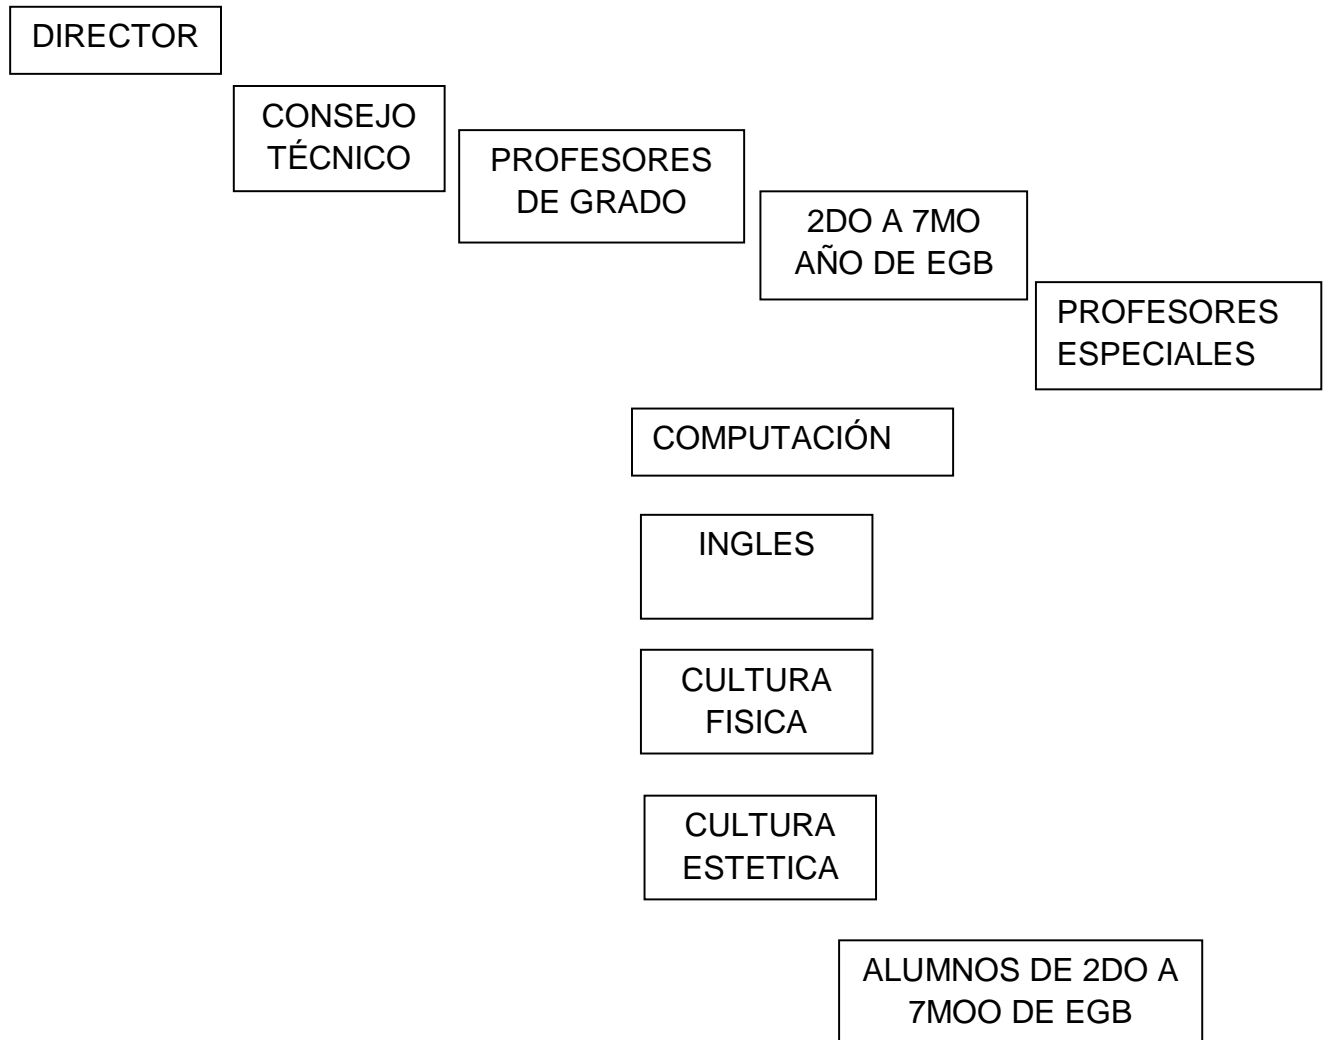 DIRECTOR
CONSEJO
TÉCNICO
PROFESORES
DE GRADO
2DO A 7MO
AÑO DE EGB
PROFESORES
ESPECIALES
COMPUTACIÓN
INGLES
CULTURA
FISICA
CULTURA
ESTETICA
ALUMNOS DE 2DO A
7MOO DE EGB